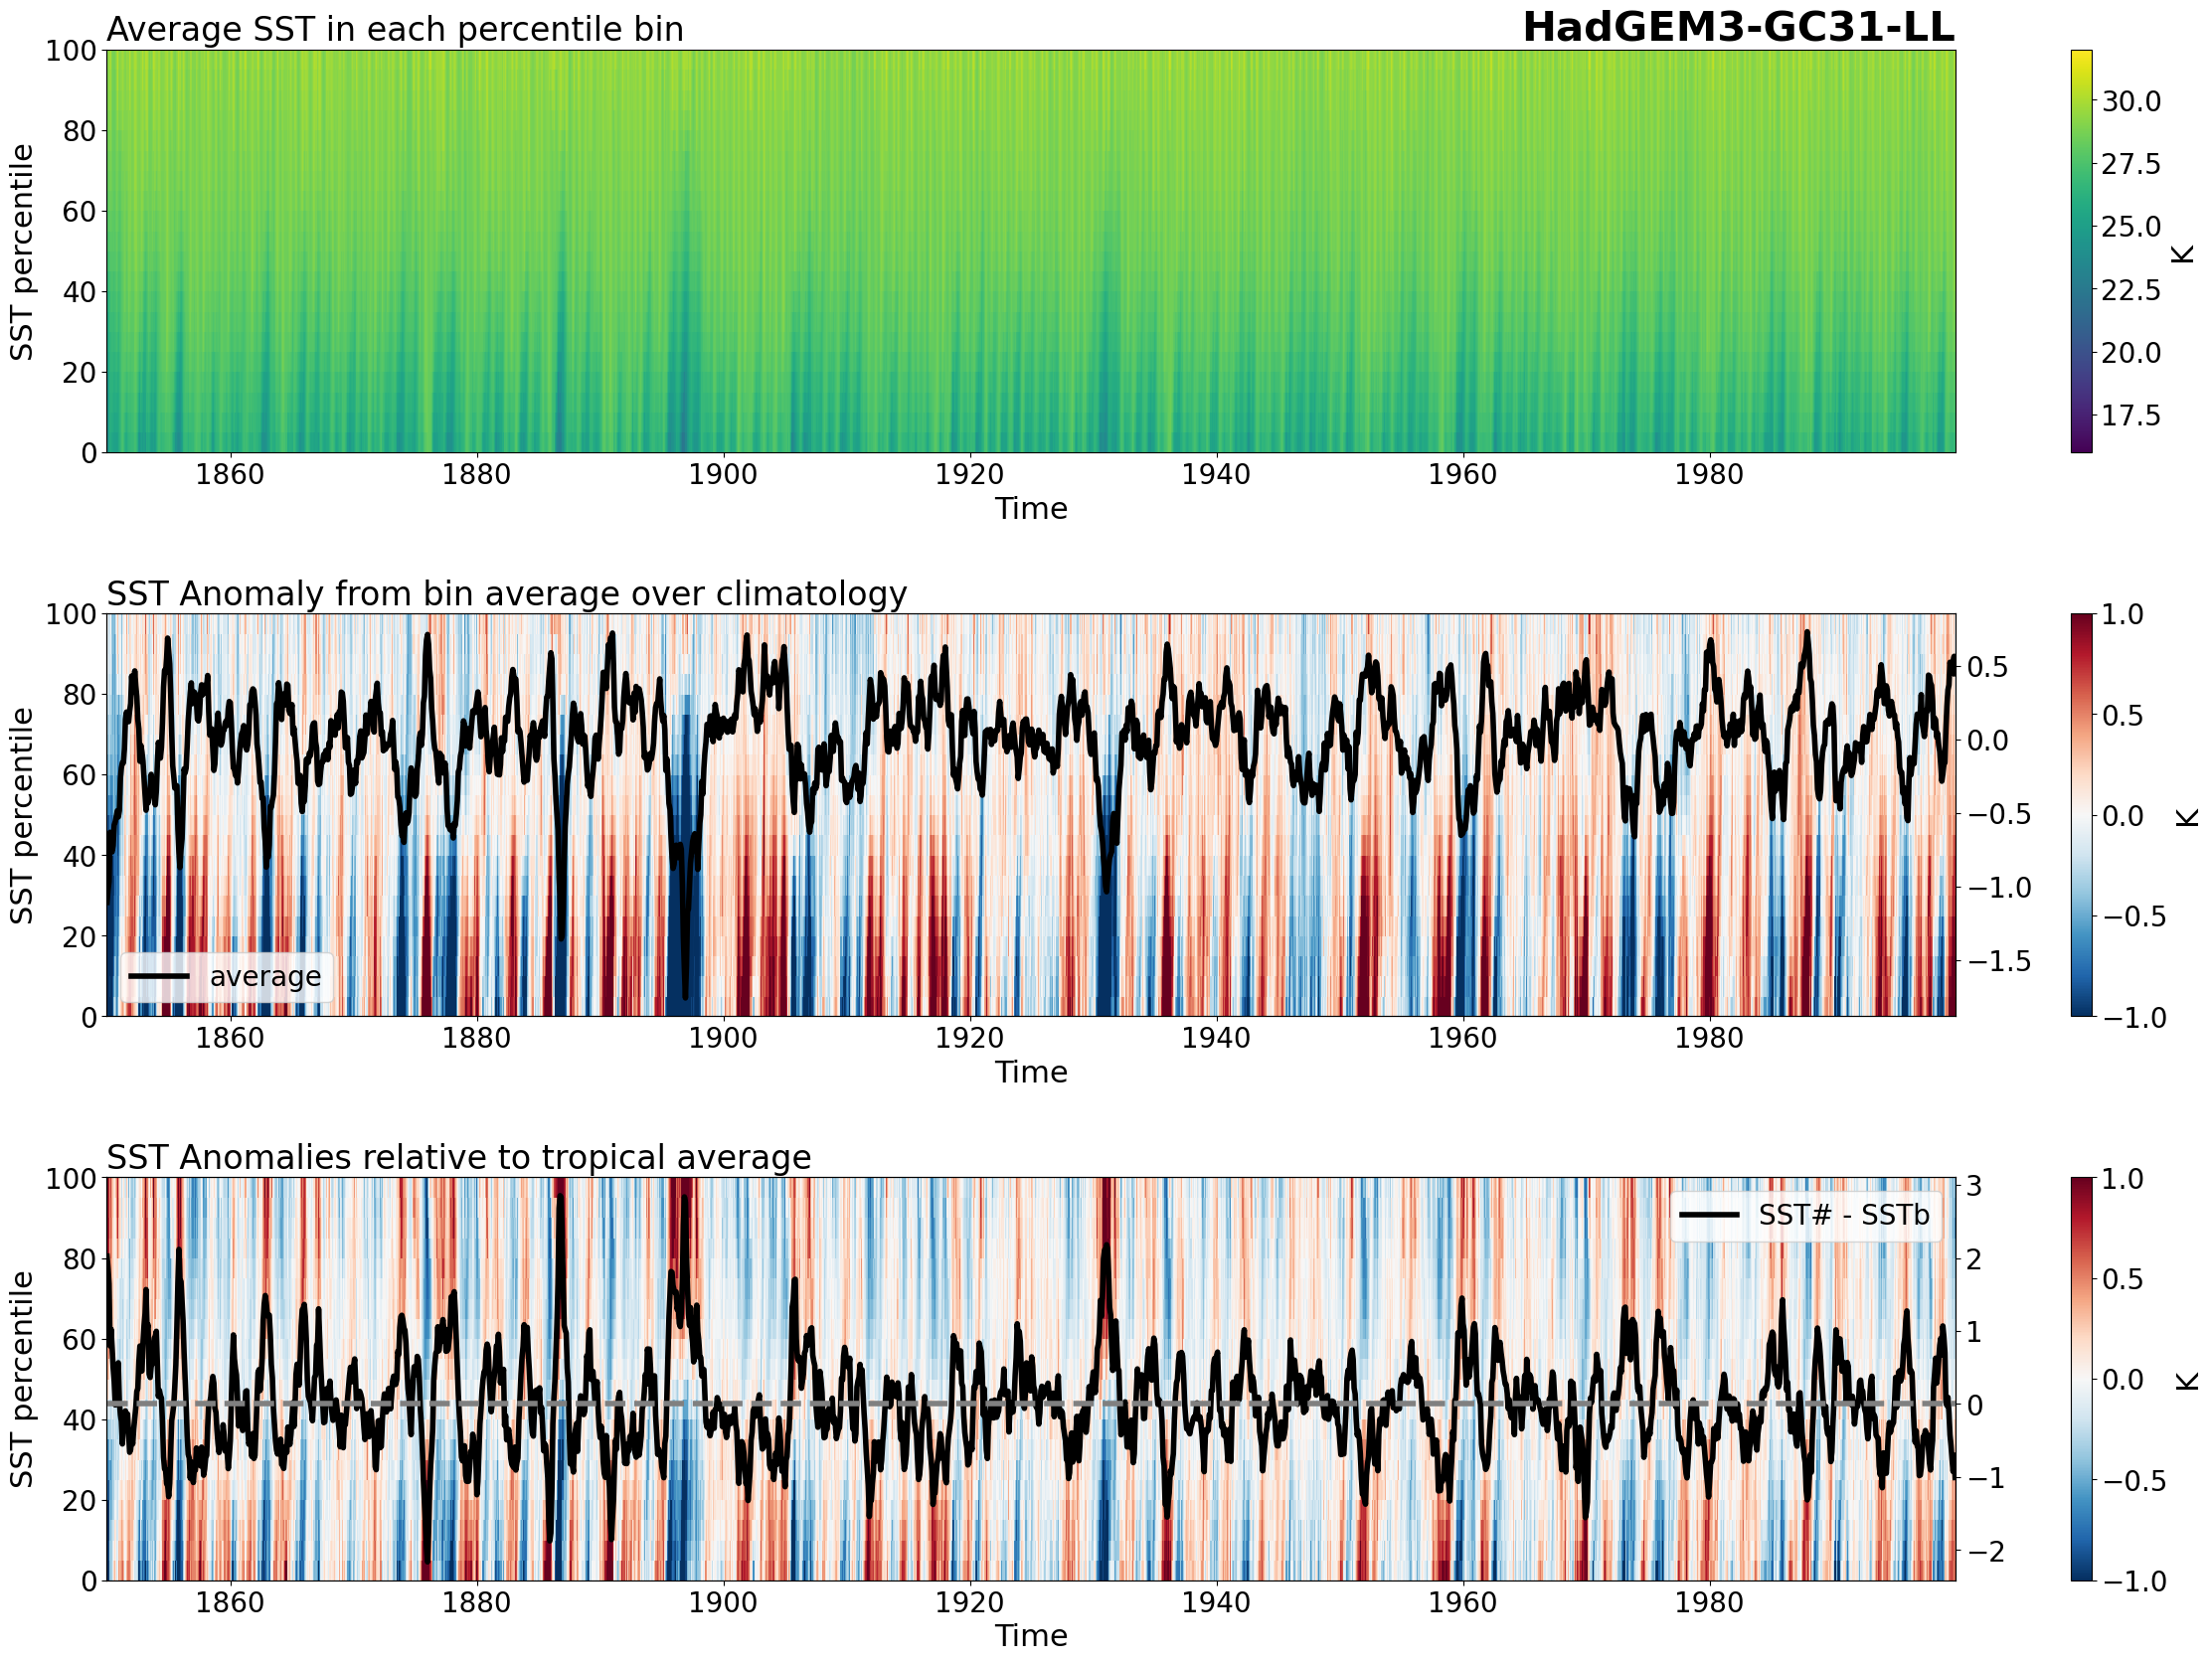 Average SST in each percentile bin
HadGEM3-GC31-LL
100
80
60
40
20
0
SST percentile
1860 1880 1900 1920 1940 1960 1980
Time
30.0
27.5
25.0
22.5
20.0
17.5
K
SST Anomaly from bin average over climatology
100
80
60
40
20
0
SST percentile
average
1860 1880 1900 1920 1940 1960 1980
Time
0.5
0.0
−0.5
−1.0
−1.5
1.0
0.5
0.0
−0.5
−1.0
K
SST Anomalies relative to tropical average
100
80
60
40
20
0
SST percentile
SST# - SSTb
1860 1880 1900 1920 1940 1960 1980
Time
3
2
1
0
−1
−2
1.0
0.5
0.0
−0.5
−1.0
K